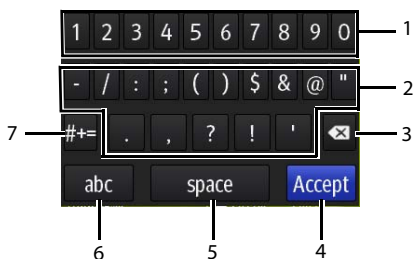 1 2 3 4 5 6 7 8 9 0 1
- / : ; ( ) $ & @ " 2
7 #+= . , ? ! ' 3
abc space Accept
6 5 4